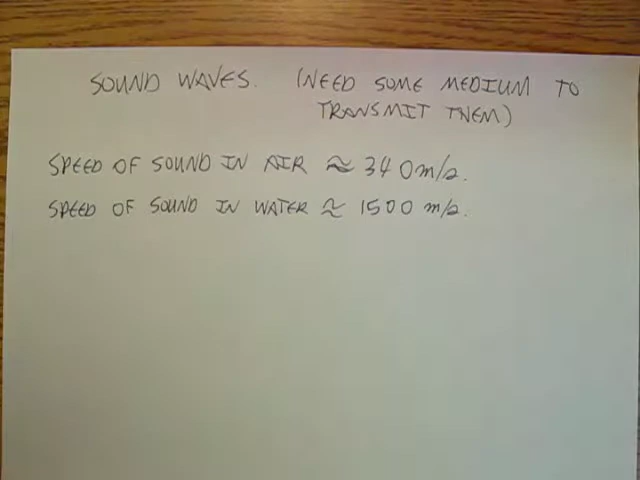 SOUND WAVES. (NEED SOME MEDIUM TO
TRANSMIT THEM)
SPEED OF SOUND IN AIR ≈ 340m/s.
SPEED OF SOUND IN WATER ≈ 1500 m/s.